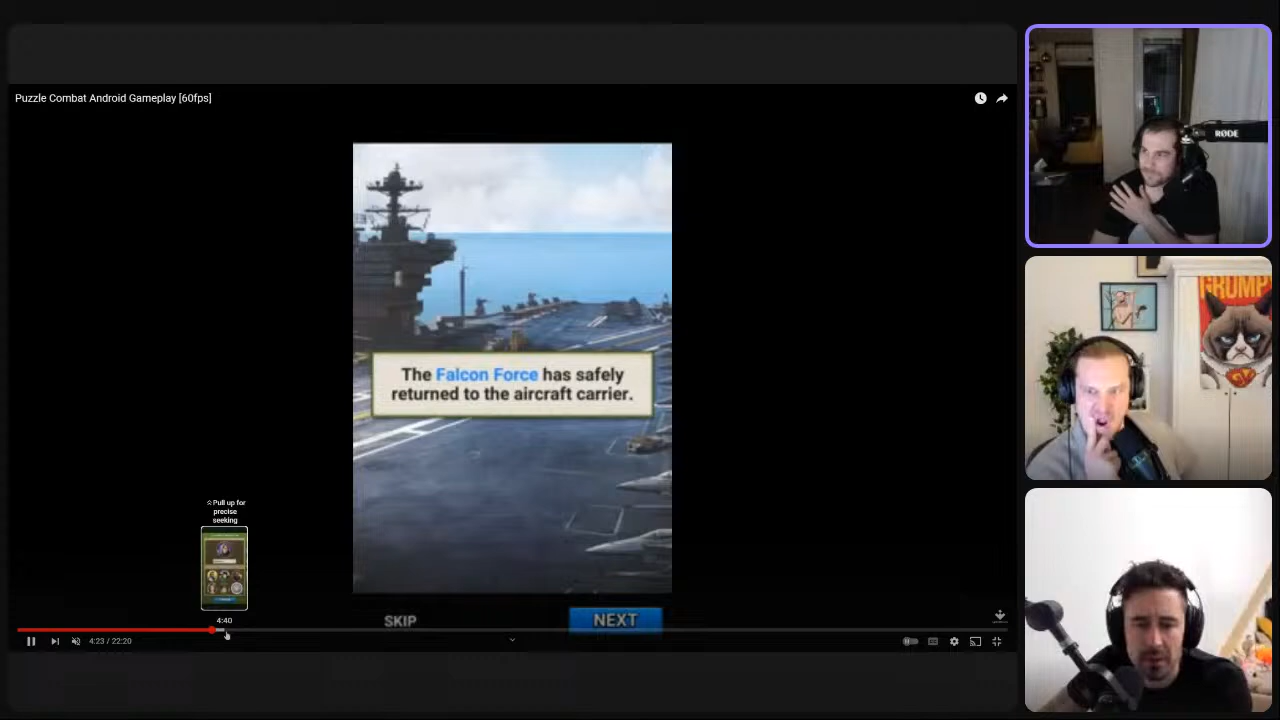 Puzzle Combat Android Gameplay [60fps]
RØDE
GRUMPY
The Falcon Force has safely
returned to the aircraft carrier.
Pull up for
precise
seeking
4:40
SKIP
NEXT
4:23 / 22:20